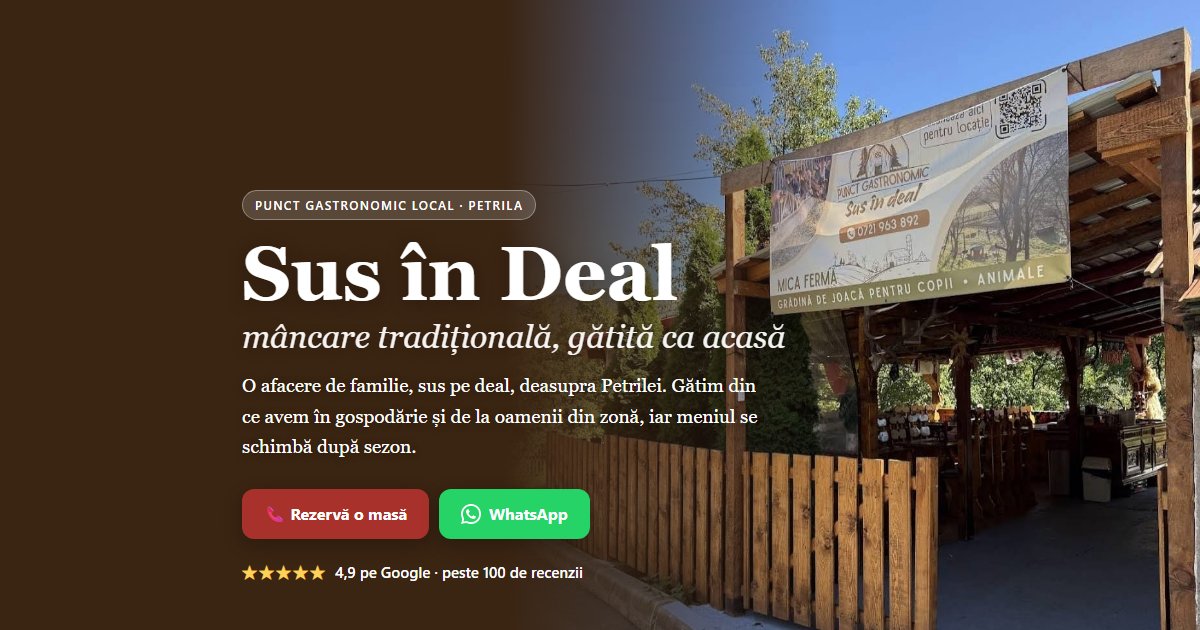 PUNCT GASTRONOMIC LOCAL · PETRILA
Sus în Deal
mâncare tradițională, gătită ca acasă
O afacere de familie, sus pe deal, deasupra Petrilei. Gătim din
ce avem în gospodărie și de la oamenii din zonă, iar meniul se
schimbă după sezon.
Rezervă o masă
WhatsApp
4,9 pe Google · peste 100 de recenzii
aici
pentru locație
PUNCT GASTRONOMIC
Sus în deal
0721 963 892
MICA FERMĂ
GRĂDINĂ DE JOACĂ PENTRU COPII • ANIMALE